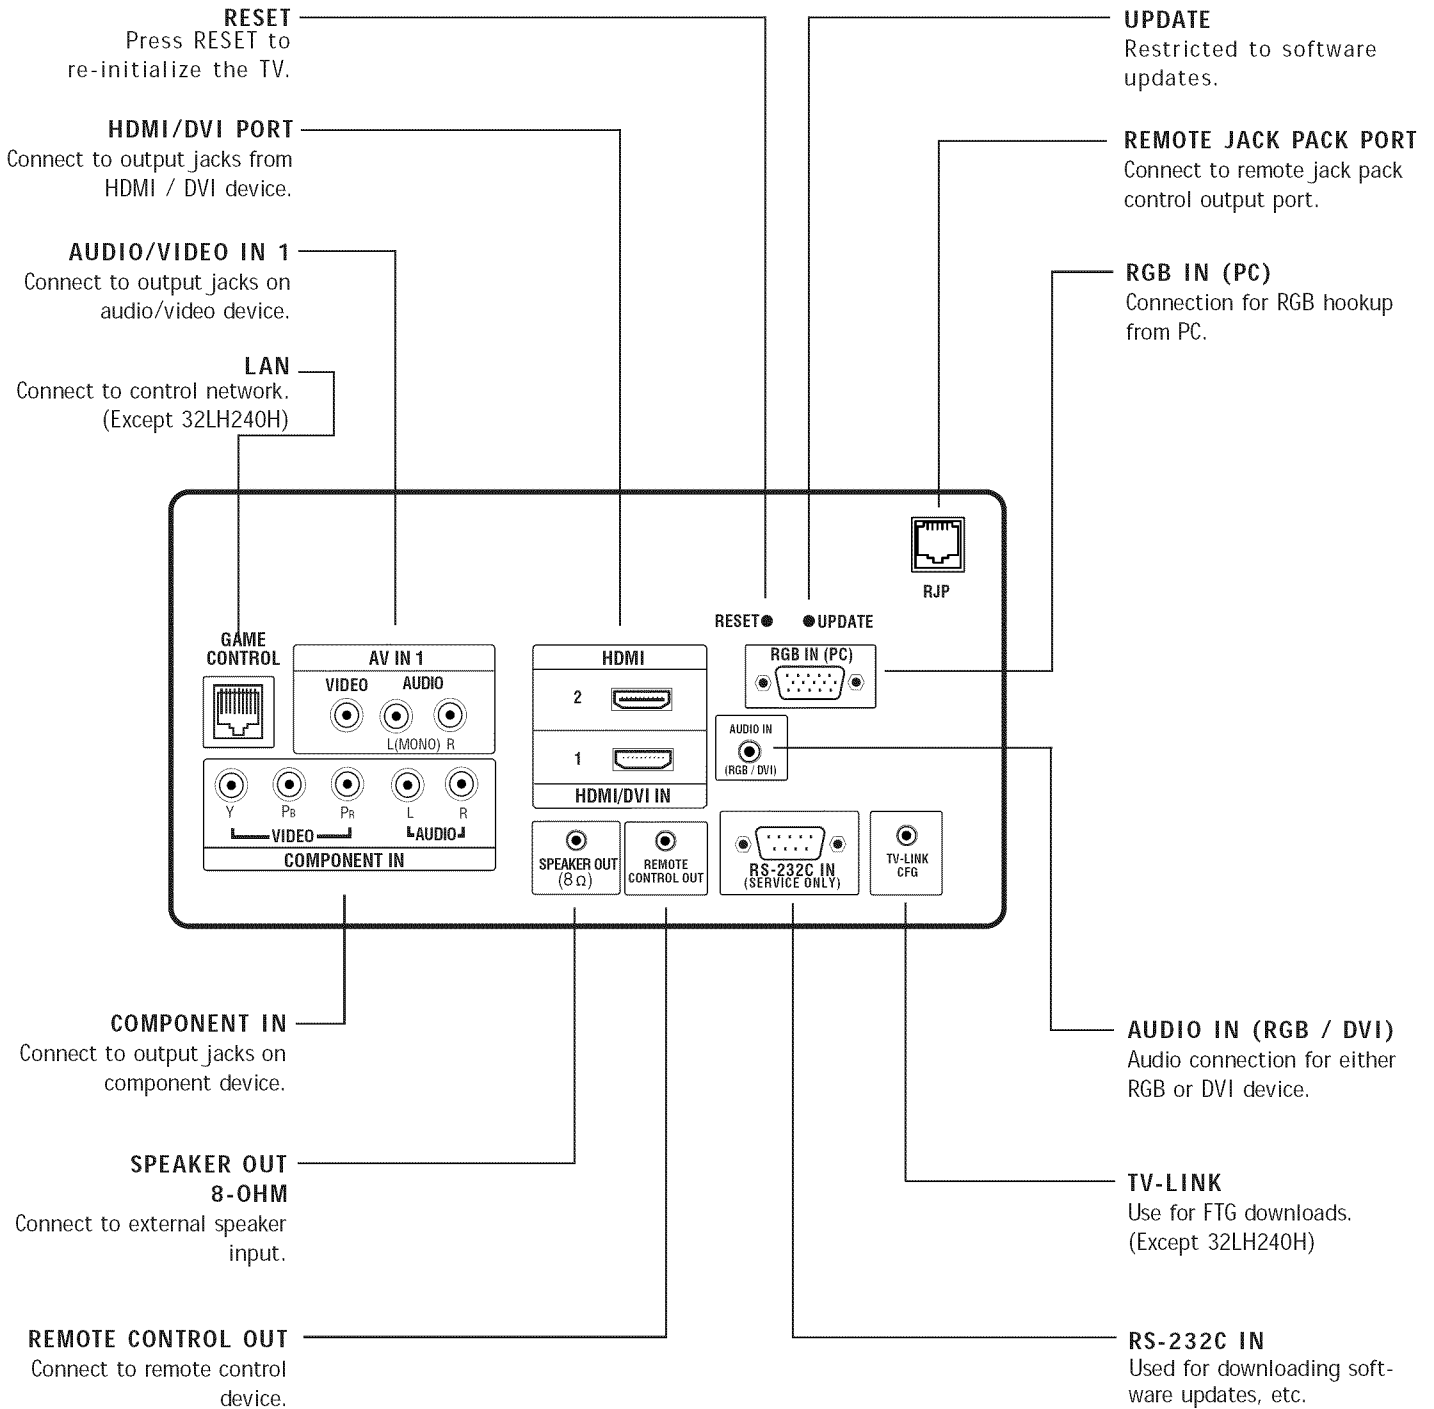 RESET
Press RESET to
re-initialize the TV.
HDMI/DVI PORT
Connect to output jacks from
HDMI / DVI device.
AUDIO/VIDEO IN 1
Connect to output jacks on
audio/video device.
LAN
Connect to control network.
(Except 32LH240H)
UPDATE
Restricted to software
updates.
REMOTE JACK PACK PORT
Connect to remote jack pack
control output port.
RGB IN (PC)
Connection for RGB hookup
from PC.
RJP
RESET
UPDATE
GAME
CONTROL
AV IN 1
VIDEO AUDIO
L(MONO) R
HDMI
2
1
HDMI/DVI IN
RGB IN (PC)
AUDIO IN
(RGB / DVI)
Y PB PR L R
VIDEO AUDIO
COMPONENT IN
SPEAKER OUT
(8 Ω)
REMOTE
CONTROL OUT
RS-232C IN
(SERVICE ONLY)
TV-LINK
CFG
COMPONENT IN
Connect to output jacks on
component device.
SPEAKER OUT
8-OHM
Connect to external speaker
input.
REMOTE CONTROL OUT
Connect to remote control
device.
AUDIO IN (RGB / DVI)
Audio connection for either
RGB or DVI device.
TV-LINK
Use for FTG downloads.
(Except 32LH240H)
RS-232C IN
Used for downloading soft-
ware updates, etc.